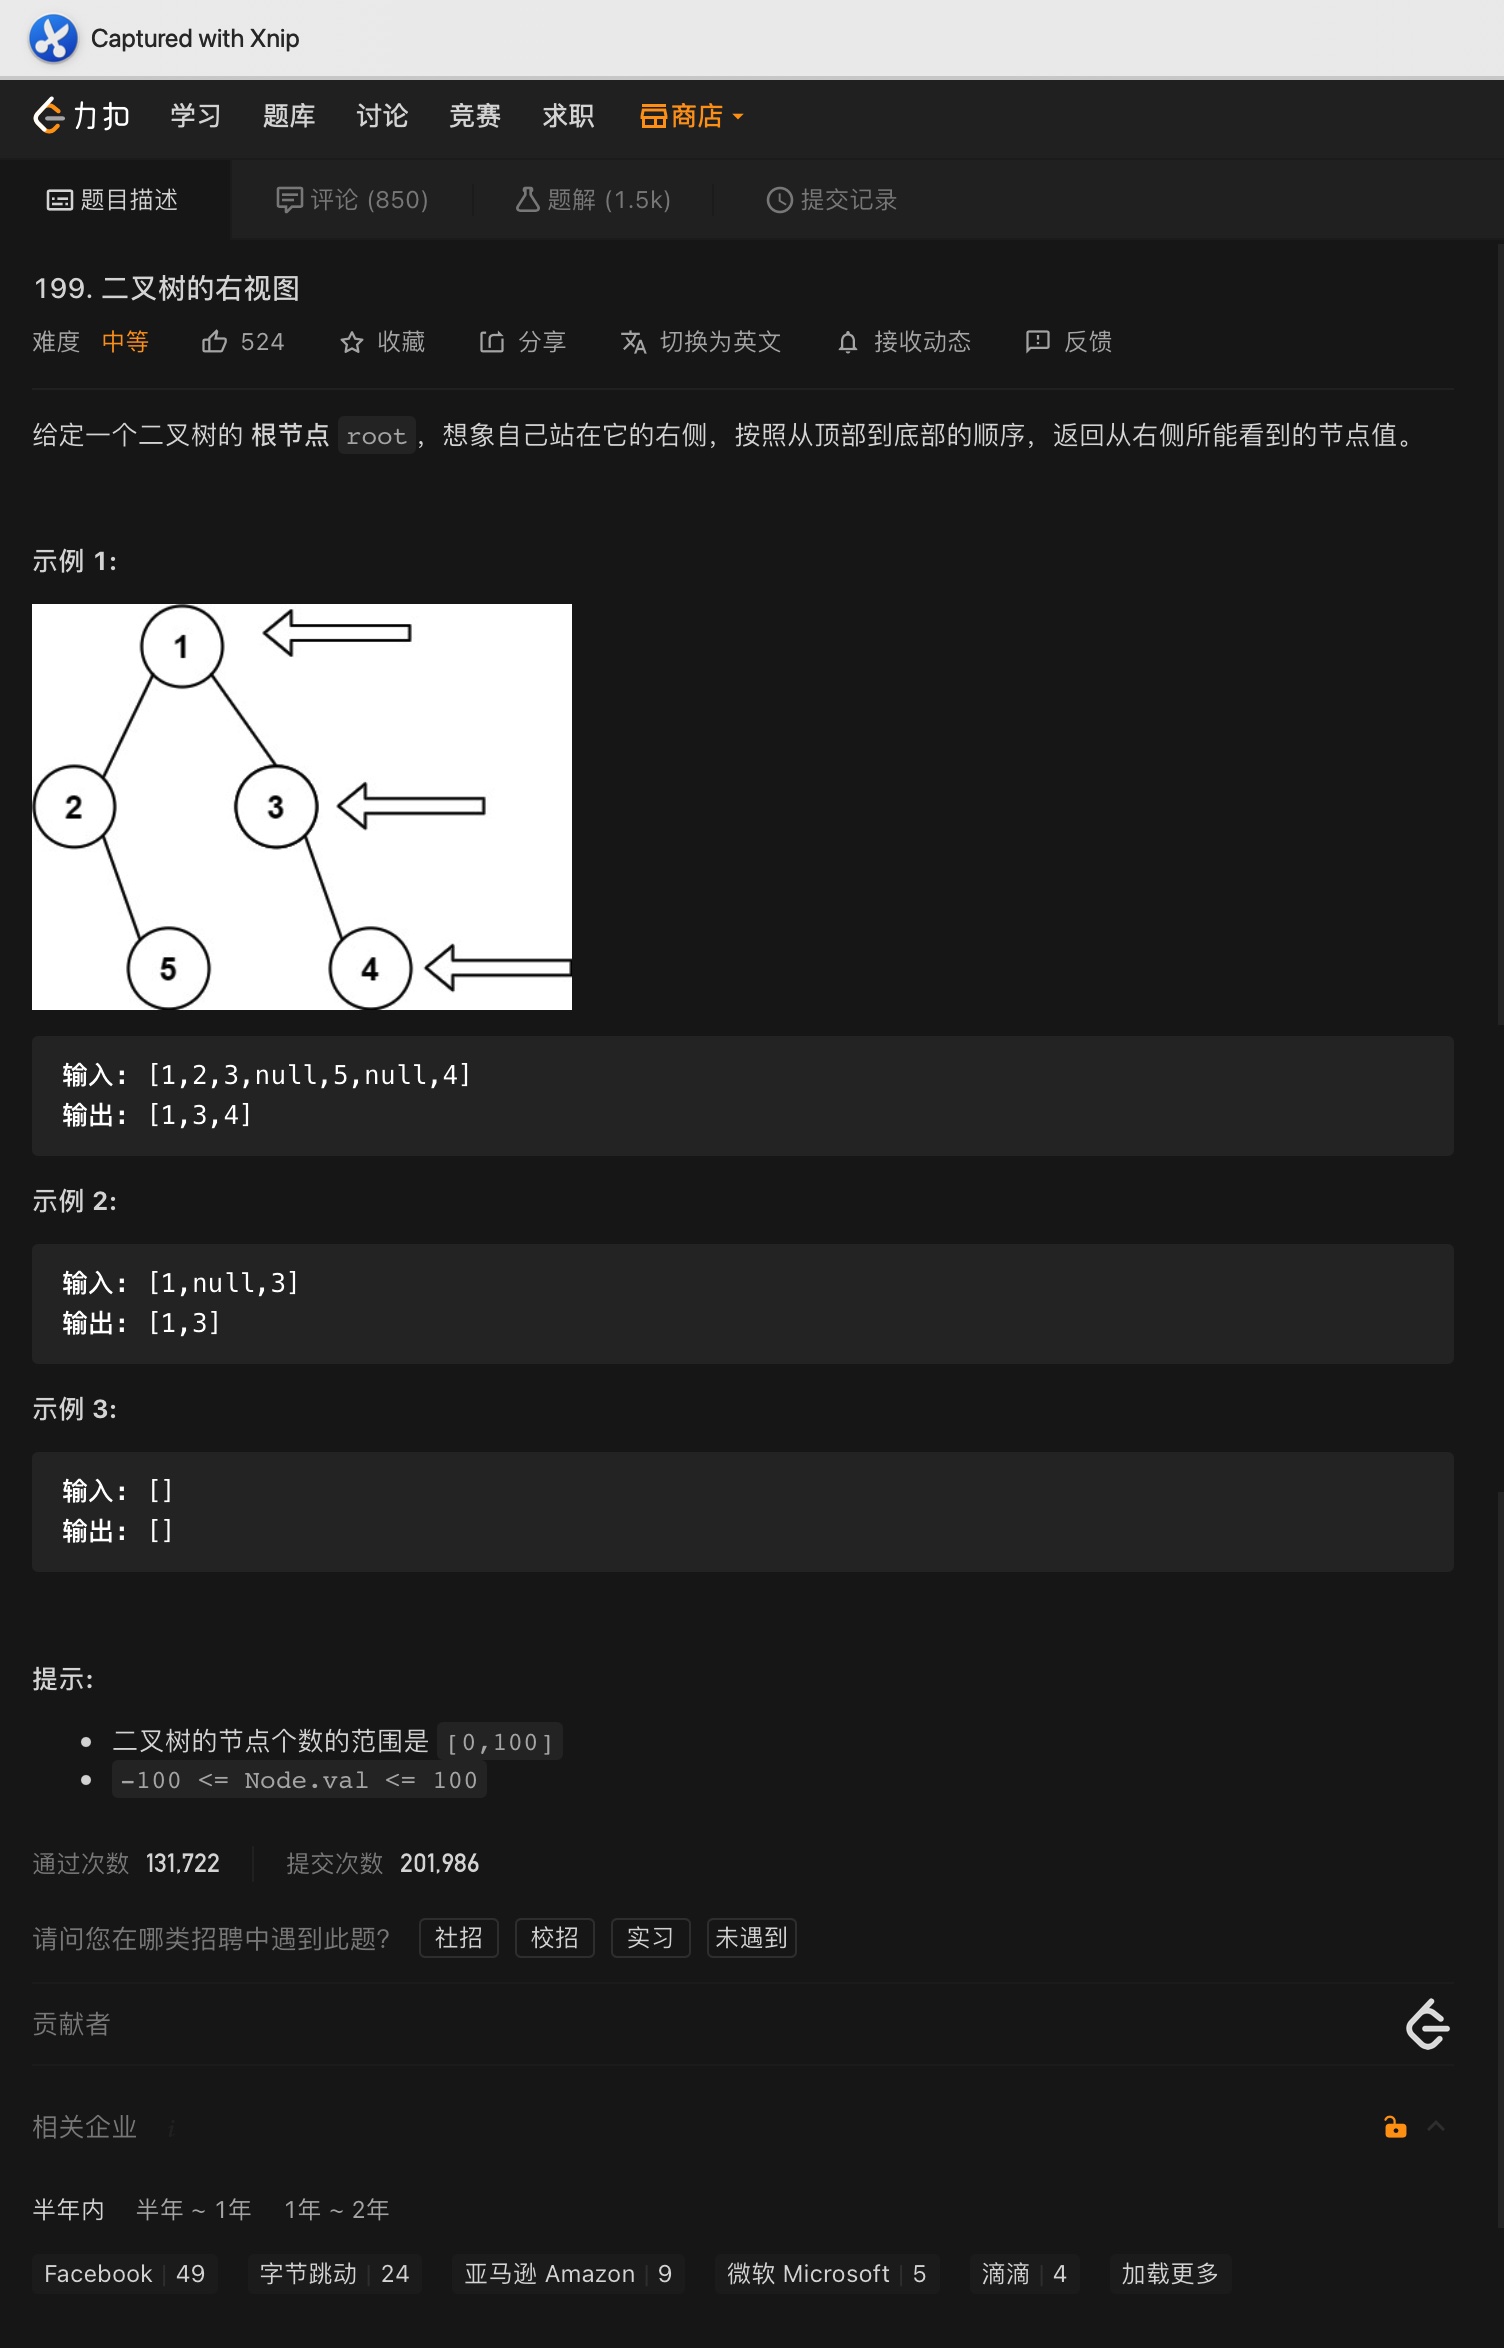 Captured with Xnip
力扣 学习 题库 讨论 竞赛 求职 商店
题目描述 评论 (850) 题解 (1.5k) 提交记录
199. 二叉树的右视图
难度 中等 524 收藏 分享 切换为英文 接收动态 反馈
给定一个二叉树的 根节点 root，想象自己站在它的右侧，按照从顶部到底部的顺序，返回从右侧所能看到的节点值。
示例 1:
1
2 3
5 4
输入: [1,2,3,null,5,null,4]
输出: [1,3,4]
示例 2:
输入: [1,null,3]
输出: [1,3]
示例 3:
输入: []
输出: []
提示:
二叉树的节点个数的范围是 [0,100]
-100 <= Node.val <= 100
通过次数 131,722 提交次数 201,986
请问您在哪类招聘中遇到此题? 社招 校招 实习 未遇到
贡献者
相关企业 i
半年内 半年 ~ 1年 1年 ~ 2年
Facebook 49 字节跳动 24 亚马逊 Amazon 9 微软 Microsoft 5 滴滴 4 加载更多